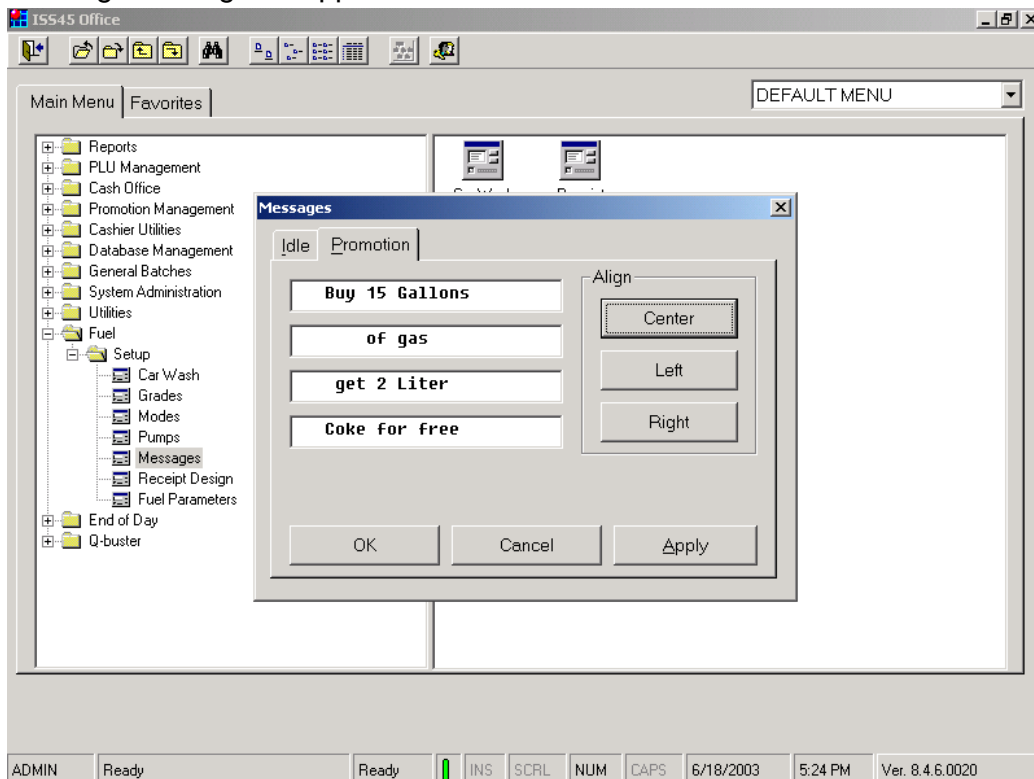 ISS45 Office
DEFAULT MENU
Main Menu
Favorites
Reports
PLU Management
Cash Office
Promotion Management
Cashier Utilities
Database Management
General Batches
System Administration
Utilities
Fuel
Setup
Car Wash
Grades
Modes
Pumps
Messages
Receipt Design
Fuel Parameters
End of Day
Q-buster
Messages
Idle
Promotion
Buy 15 Gallons
of gas
get 2 Liter
Coke for free
Align
Center
Left
Right
OK
Cancel
Apply
ADMIN
Ready
Ready
INS
SCRL
NUM
CAPS
6/18/2003
5:24 PM
Ver. 8.4.6.0020